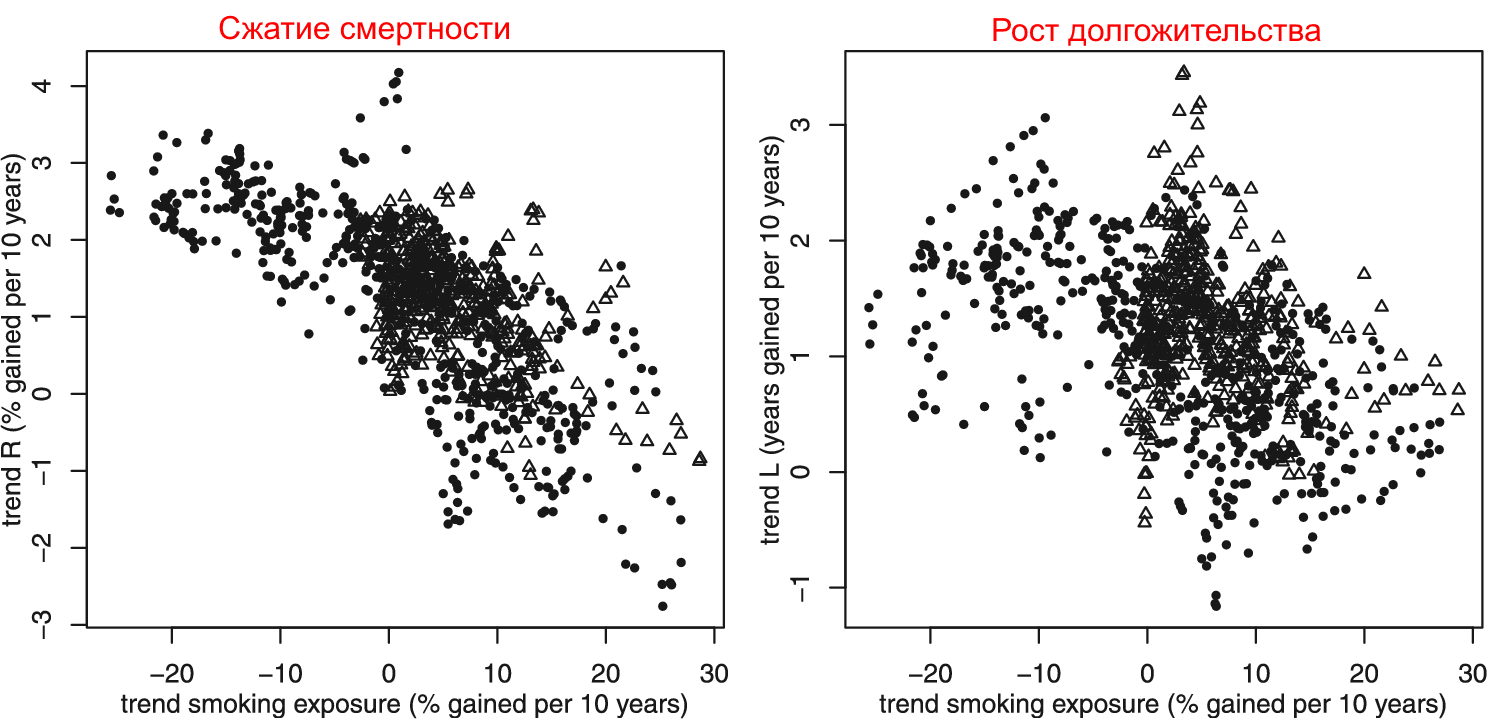 Сжатие смертности
trend R (% gained per 10 years)
4
3
2
1
0
−1
−2
−3
−20 −10 0 10 20 30
trend smoking exposure (% gained per 10 years)
Рост долгожительства
trend L (years gained per 10 years)
3
2
1
0
−1
−20 −10 0 10 20 30
trend smoking exposure (% gained per 10 years)